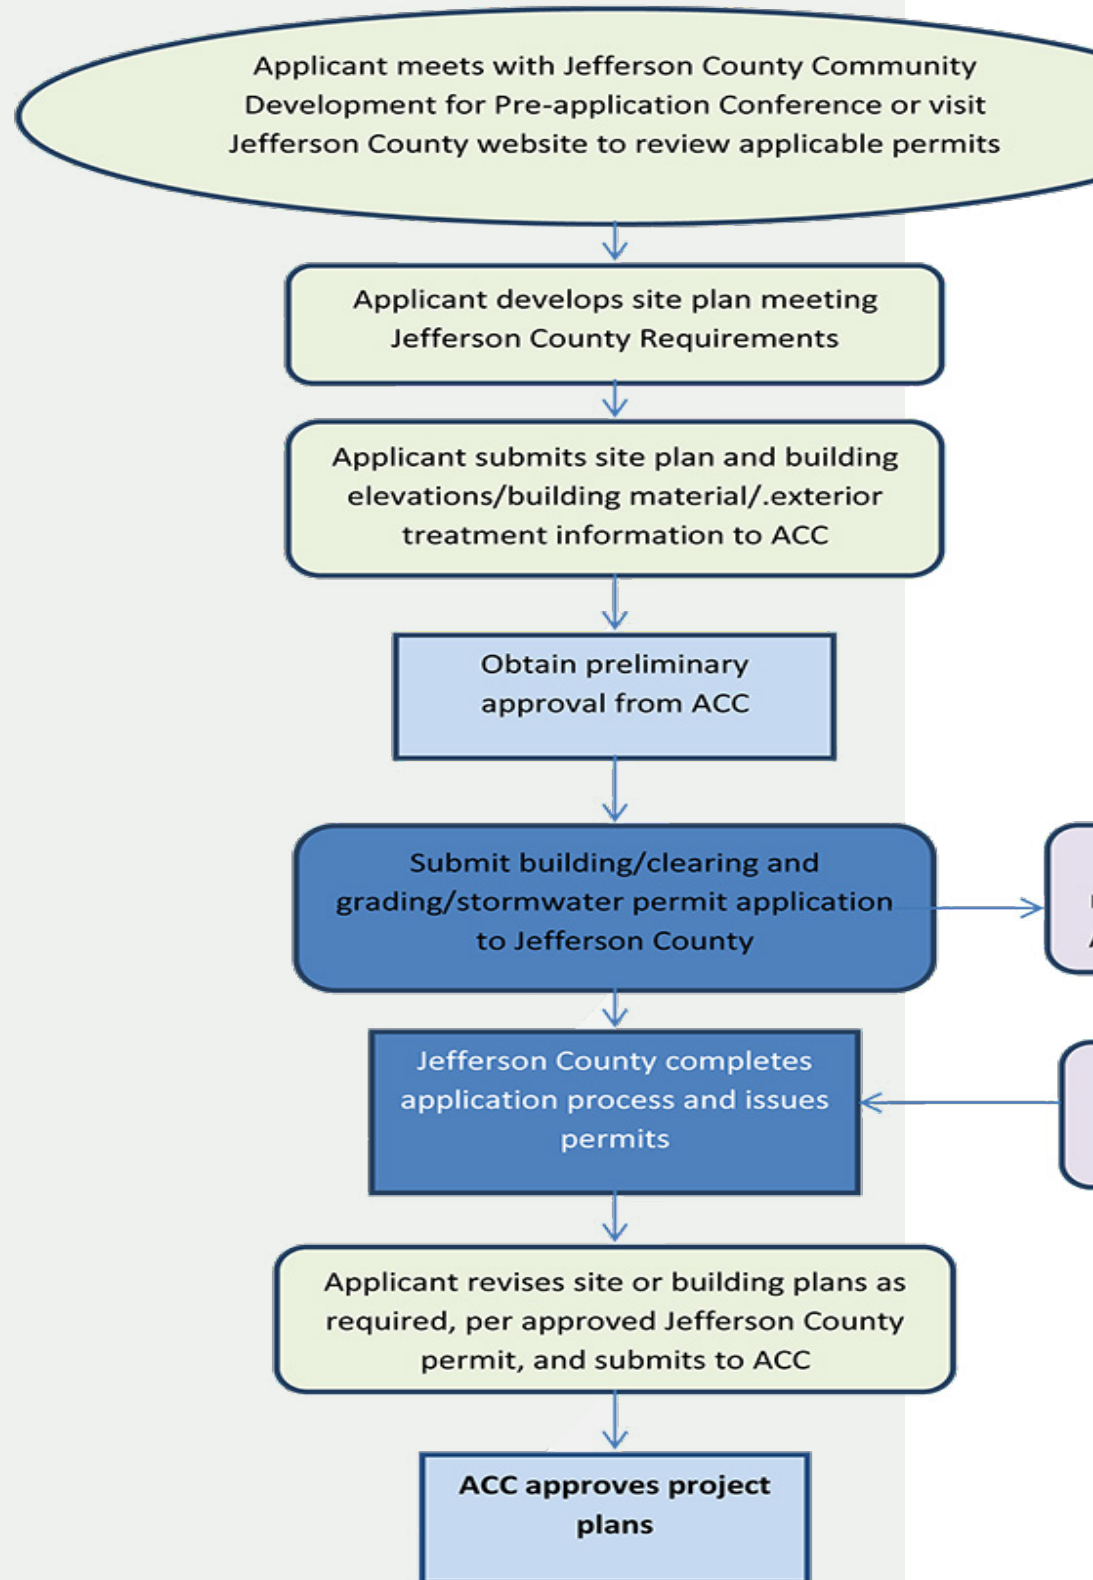 Applicant meets with Jefferson County Community
Development for Pre-application Conference or visit
Jefferson County website to review applicable permits
Applicant develops site plan meeting
Jefferson County Requirements
Applicant submits site plan and building
elevations/building material/.exterior
treatment information to ACC
Obtain preliminary
approval from ACC
Submit building/clearing and
grading/stormwater permit application
to Jefferson County
Jefferson County completes
application process and issues
permits
Applicant revises site or building plans as
required, per approved Jefferson County
permit, and submits to ACC
ACC approves project
plans